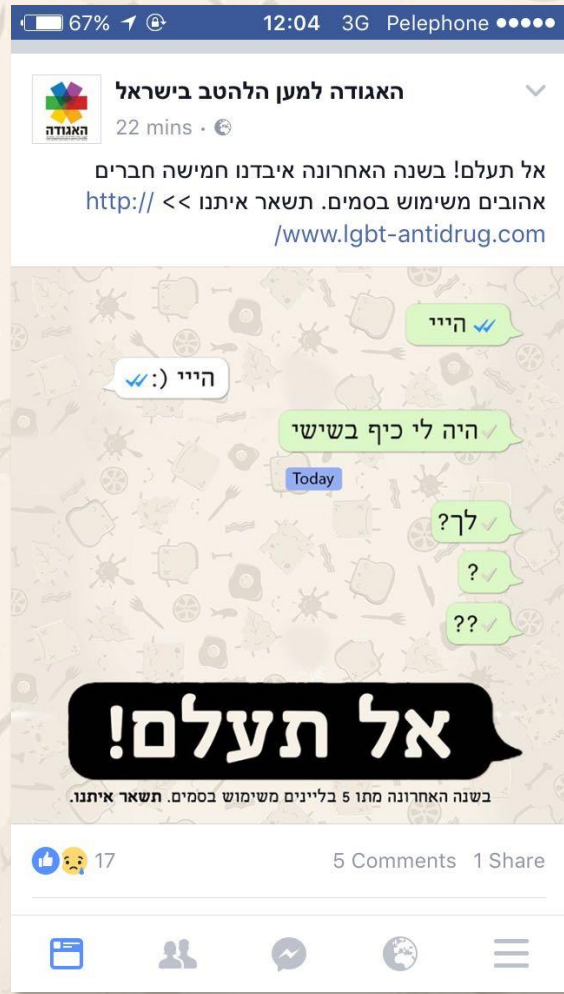 67% 12:04 3G Pelephone
האגודה למען הלהטב בישראל
האגודה
22 mins ·
אל תעלם! בשנה האחרונה איבדנו חמישה חברים
אהובים משימוש בסמים. תשאר איתנו >> http://
www.lgbt-antidrug.com/
הייי
הייי (:
היה לי כיף בשישי
Today
לך?
?
??
אל תעלם!
בשנה האחרונה מתו 5 בליינים משימוש בסמים. תשאר איתנו.
17 5 Comments 1 Share